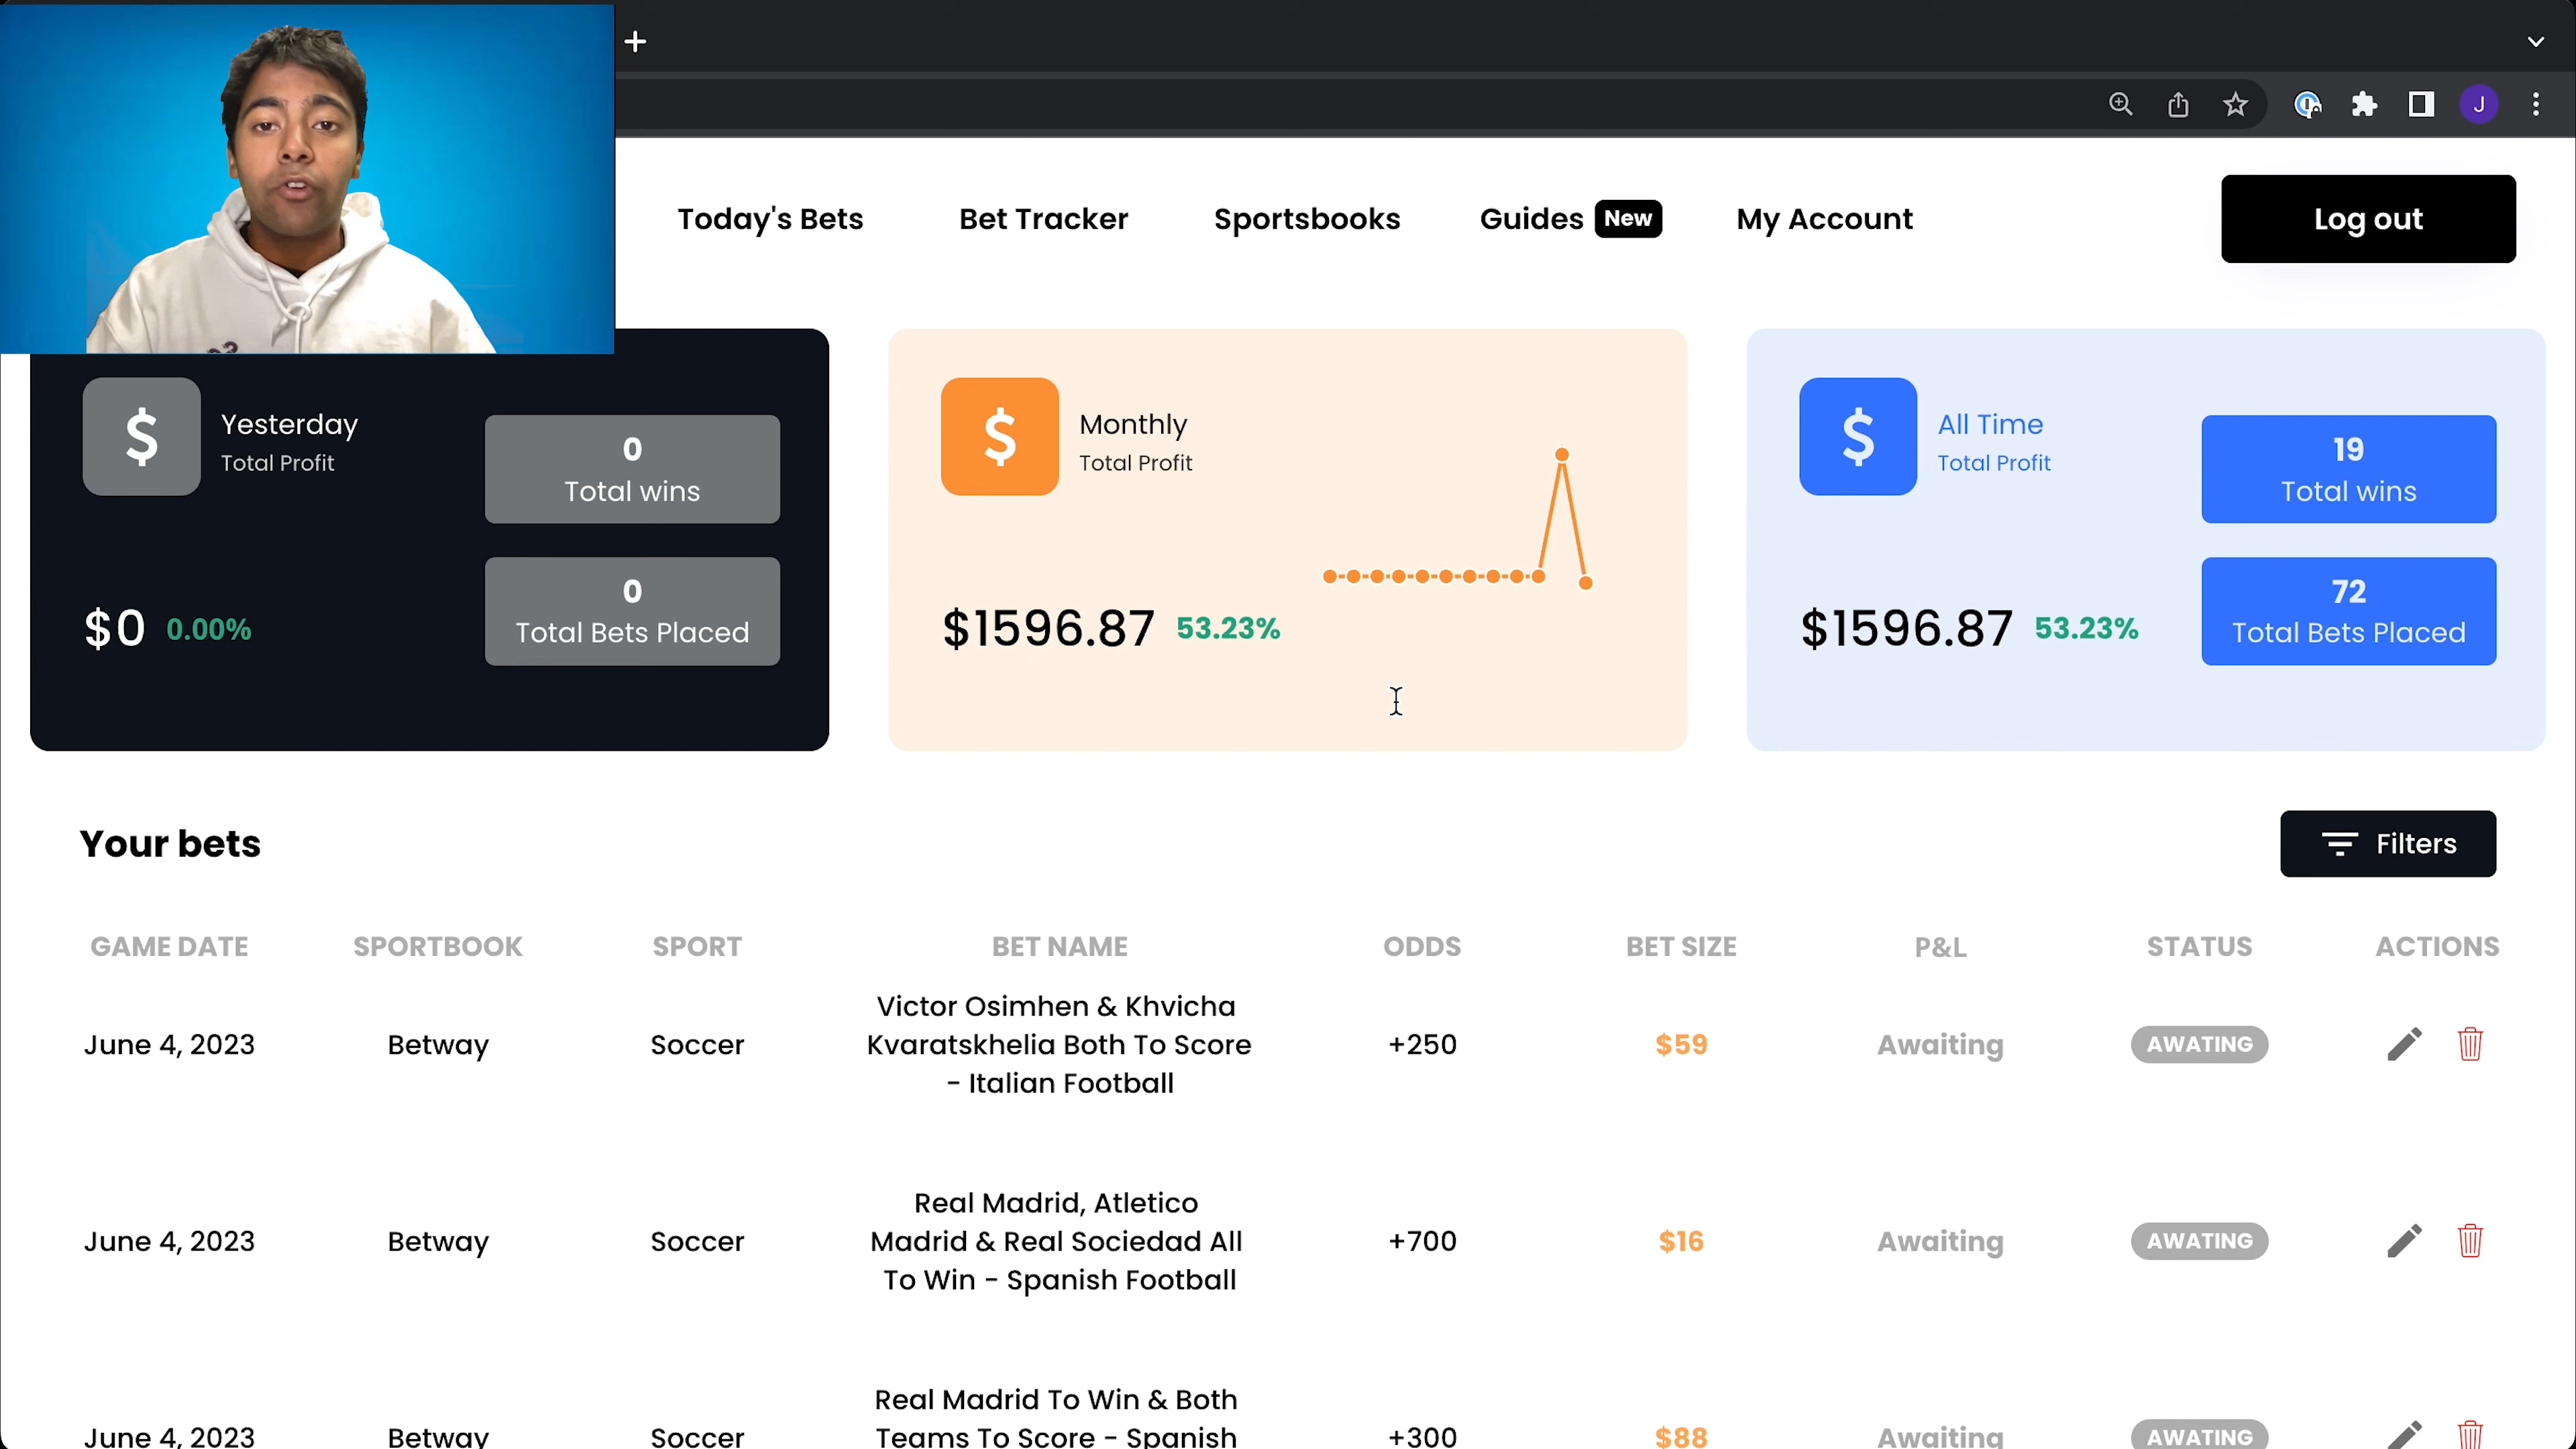 J
Today's Bets
Bet Tracker
Sportsbooks
Guides New
My Account
Log out
$
Yesterday
Total Profit
0
Total wins
$0 0.00%
0
Total Bets Placed
$
Monthly
Total Profit
$1596.87 53.23%
$
All Time
Total Profit
19
Total wins
$1596.87 53.23%
72
Total Bets Placed
Your bets
Filters
GAME DATE SPORTBOOK SPORT BET NAME ODDS BET SIZE P&L STATUS ACTIONS
Victor Osimhen & Khvicha
June 4, 2023 Betway Soccer Kvaratskhelia Both To Score +250 $59 Awaiting AWATING
- Italian Football
Real Madrid, Atletico
June 4, 2023 Betway Soccer Madrid & Real Sociedad All +700 $16 Awaiting AWATING
To Win - Spanish Football
Real Madrid To Win & Both
June 4, 2023 Betway Soccer Teams To Score - Spanish +300 $88 Awaiting AWATING